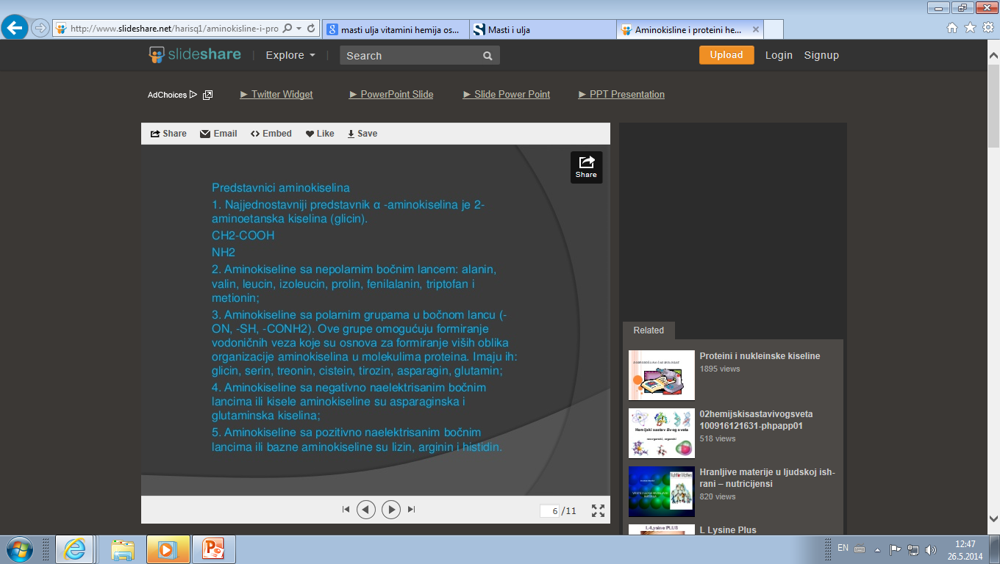 http://www.slideshare.net/harisq1/aminokisline-i-pro
masti ulja vitamini hemija os...
Masti i ulja
Aminokisline i proteini he...
slideshare
Explore
Search
Upload
Login
Signup
AdChoices
► Twitter Widget
► PowerPoint Slide
► Slide Power Point
► PPT Presentation
Share
Email
Embed
Like
Save
Share
Predstavnici aminokiselina
1. Najjednostavniji predstavnik α -aminokiselina je 2-
aminoetanska kiselina (glicin).
CH2-COOH
NH2
2. Aminokiseline sa nepolarnim bočnim lancem: alanin,
valin, leucin, izoleucin, prolin, fenilalanin, triptofan i
metionin;
3. Aminokiseline sa polarnim grupama u bočnom lancu (-
ON, -SH, -CONH2). Ove grupe omogućuju formiranje
vodoničnih veza koje su osnova za formiranje viših oblika
organizacije aminokiselina u molekulima proteina. Imaju ih:
glicin, serin, treonin, cistein, tirozin, asparagin, glutamin;
4. Aminokiseline sa negativno naelektrisanim bočnim
lancima ili kisele aminokiseline su asparaginska i
glutaminska kiselina;
5. Aminokiseline sa pozitivno naelektrisanim bočnim
lancima ili bazne aminokiseline su lizin, arginin i histidin.
6 /11
Related
Proteini i nukleinske kiseline
1895 views
02hemijskisastavivogsveta
100916121631-phpapp01
518 views
Hemijski sastav živog sveta
Hranljive materije u ljudskoj ish-
rani – nutricijensi
820 views
L-Lysine PLUS
L Lysine Plus
EN
12:47
26.5.2014